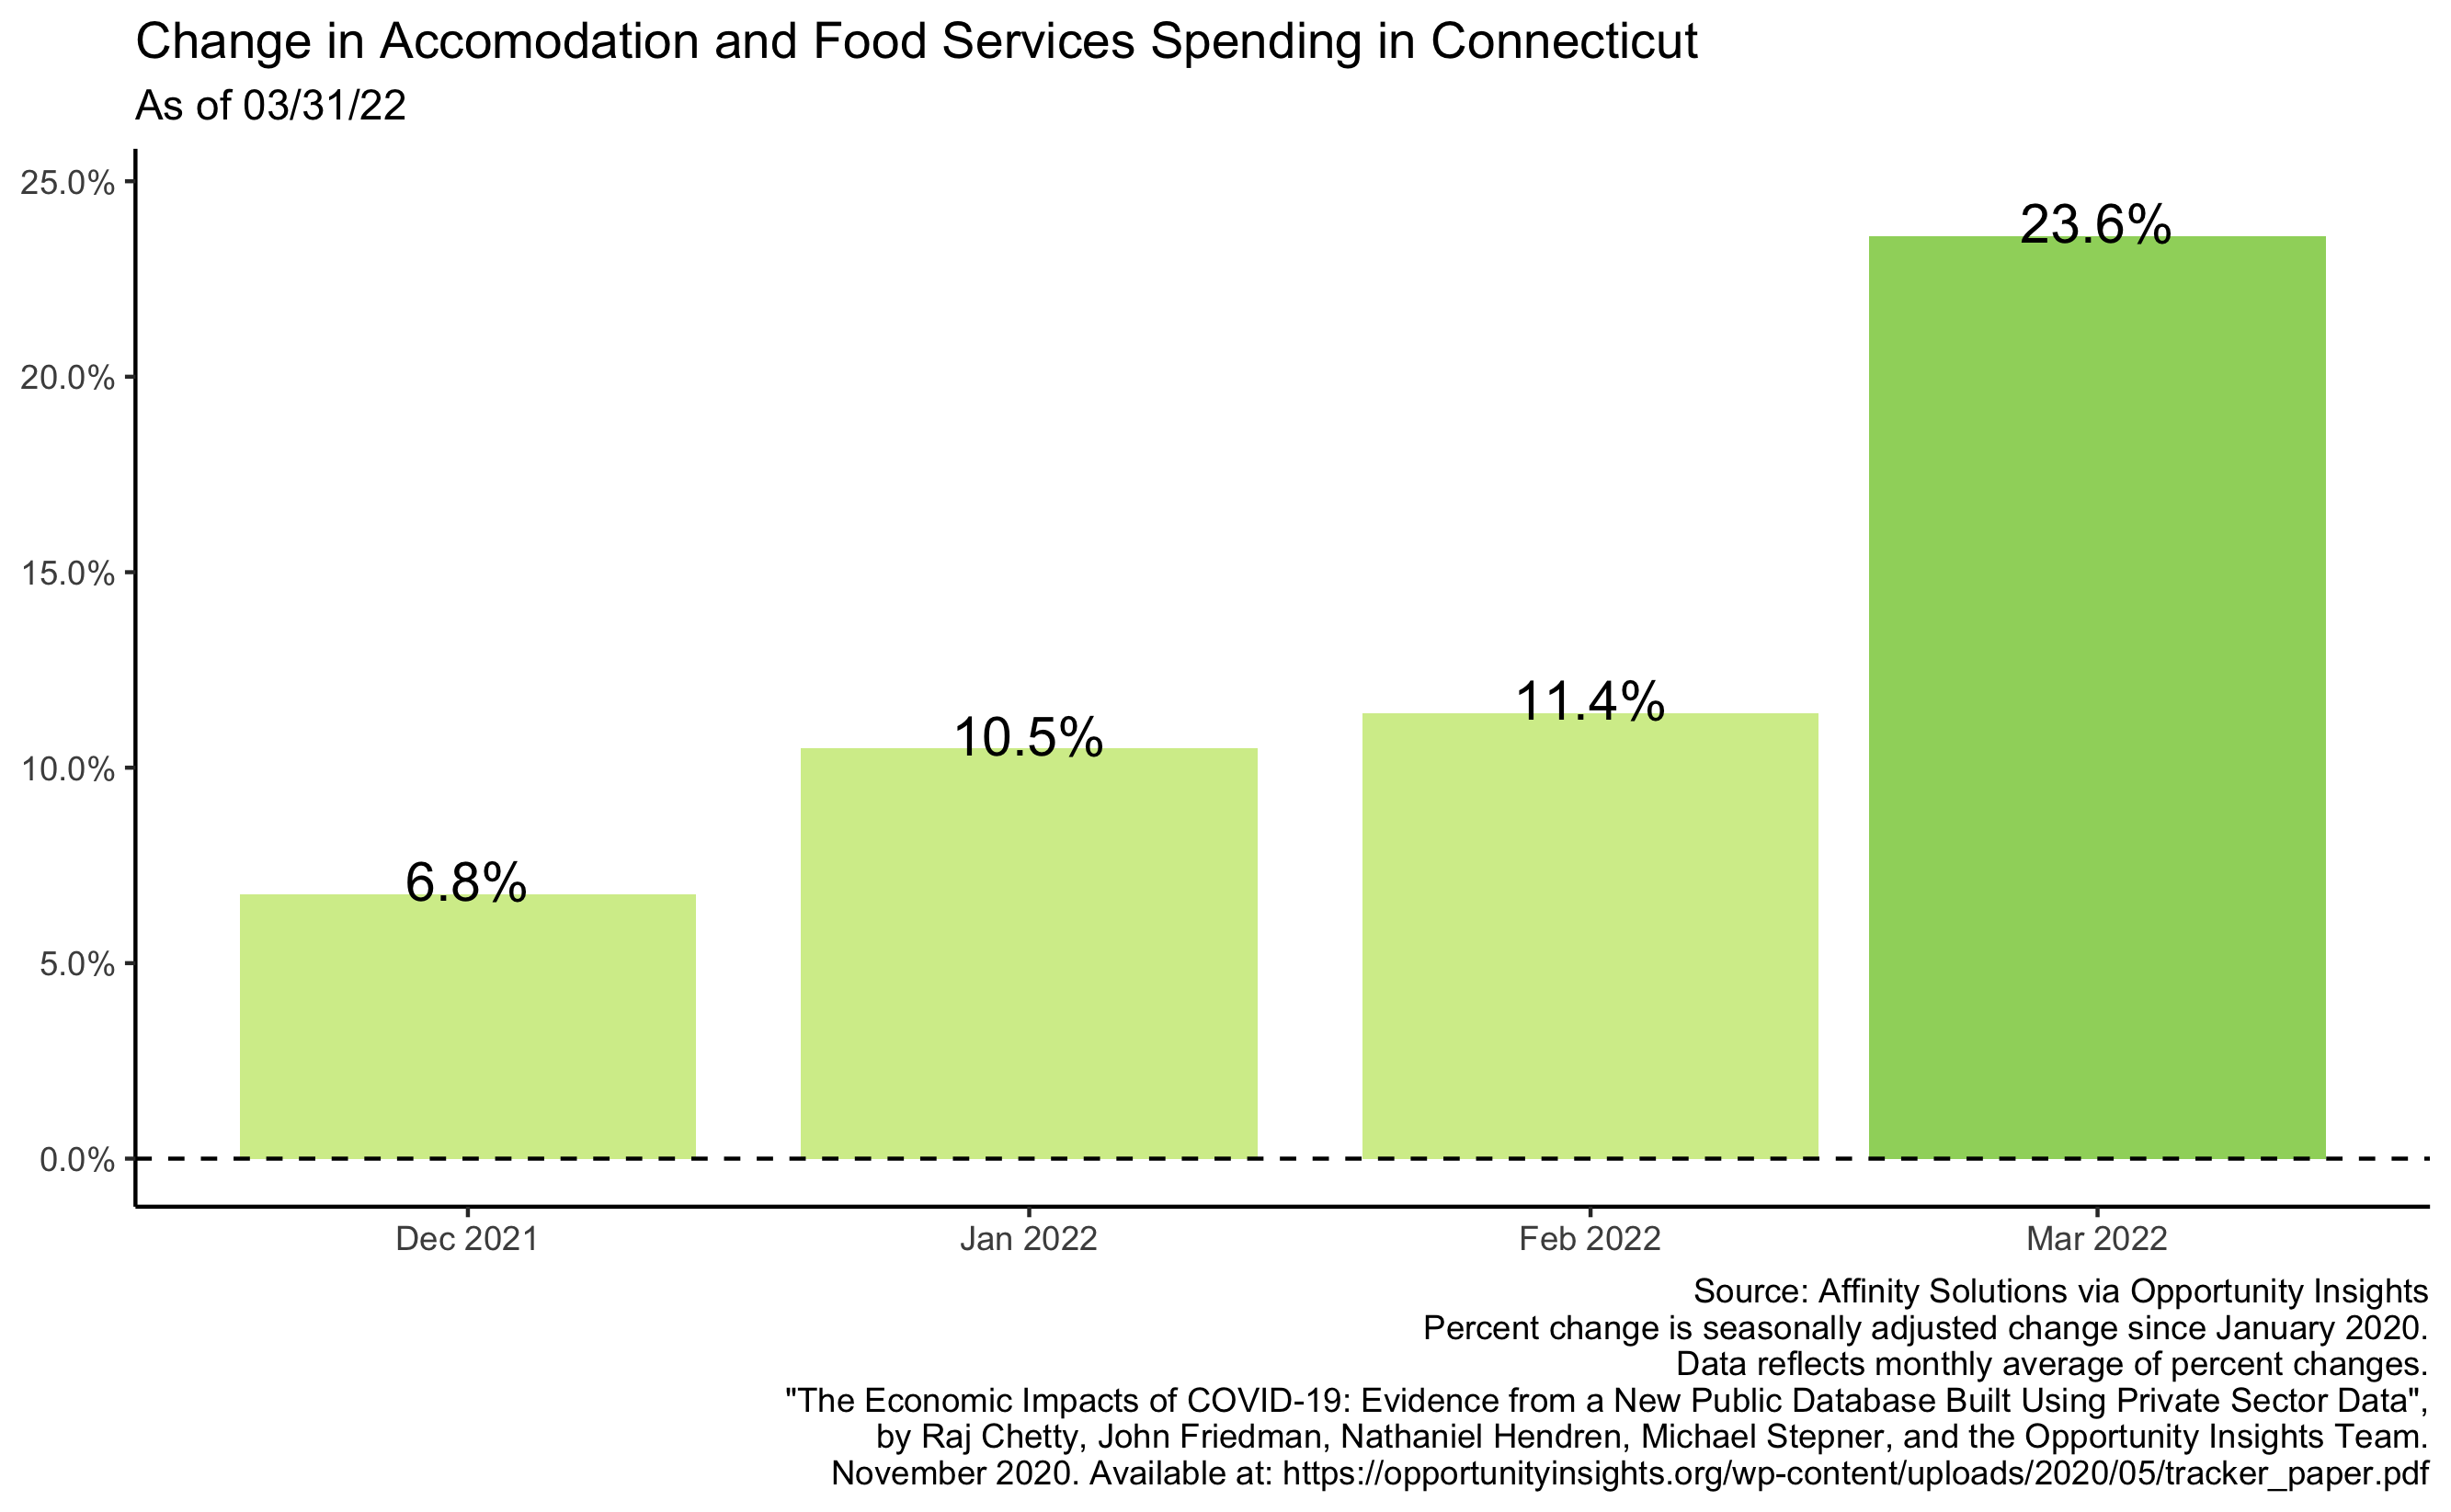 Change in Accomodation and Food Services Spending in Connecticut
As of 03/31/22
25.0%
20.0%
15.0%
10.0%
5.0%
0.0%
6.8%
10.5%
11.4%
23.6%
Dec 2021
Jan 2022
Feb 2022
Mar 2022
Source: Affinity Solutions via Opportunity Insights
Percent change is seasonally adjusted change since January 2020.
Data reflects monthly average of percent changes.
"The Economic Impacts of COVID-19: Evidence from a New Public Database Built Using Private Sector Data",
by Raj Chetty, John Friedman, Nathaniel Hendren, Michael Stepner, and the Opportunity Insights Team.
November 2020. Available at: https://opportunityinsights.org/wp-content/uploads/2020/05/tracker_paper.pdf